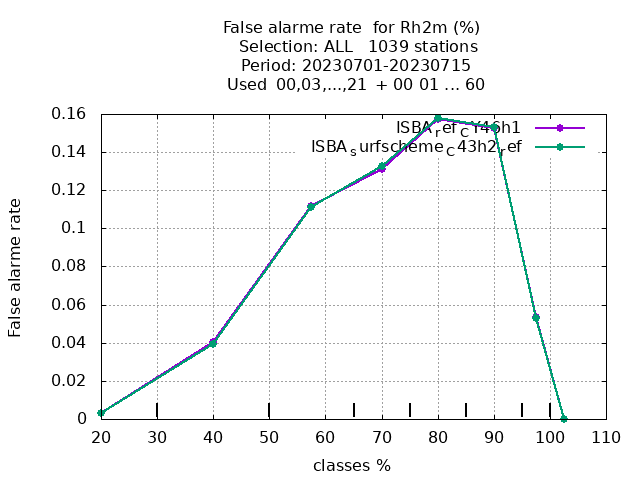 False alarme rate  for Rh2m (%)
Selection: ALL   1039 stations
Period: 20230701-20230715
Used  00,03,...,21  + 00 01 ... 60
ISBA_ref_CY46h1
ISBA_surfscheme_C43h2_ref
False alarme rate
0.16
0.14
0.12
0.1
0.08
0.06
0.04
0.02
0
20 30 40 50 60 70 80 90 100 110
classes %